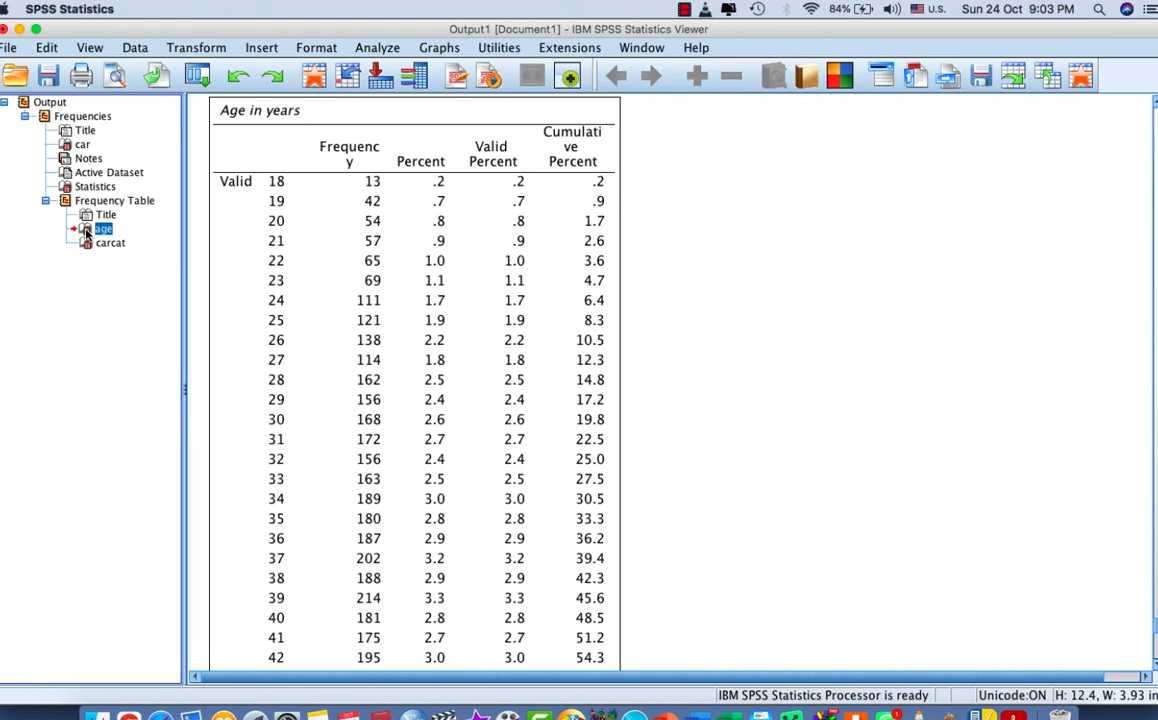 SPSS Statistics 84% U.S. Sun 24 Oct 9:03 PM
Output1 [Document1] - IBM SPSS Statistics Viewer
File Edit View Data Transform Insert Format Analyze Graphs Utilities Extensions Window Help
Output
Frequencies
Title
car
Notes
Active Dataset
Statistics
Frequency Table
Title
age
carcat
Age in years
Frequency Percent Valid Percent Cumulative Percent
Valid 18 13 .2 .2 .2
19 42 .7 .7 .9
20 54 .8 .8 1.7
21 57 .9 .9 2.6
22 65 1.0 1.0 3.6
23 69 1.1 1.1 4.7
24 111 1.7 1.7 6.4
25 121 1.9 1.9 8.3
26 138 2.2 2.2 10.5
27 114 1.8 1.8 12.3
28 162 2.5 2.5 14.8
29 156 2.4 2.4 17.2
30 168 2.6 2.6 19.8
31 172 2.7 2.7 22.5
32 156 2.4 2.4 25.0
33 163 2.5 2.5 27.5
34 189 3.0 3.0 30.5
35 180 2.8 2.8 33.3
36 187 2.9 2.9 36.2
37 202 3.2 3.2 39.4
38 188 2.9 2.9 42.3
39 214 3.3 3.3 45.6
40 181 2.8 2.8 48.5
41 175 2.7 2.7 51.2
42 195 3.0 3.0 54.3
IBM SPSS Statistics Processor is ready Unicode:ON H: 12.4, W: 3.93 in